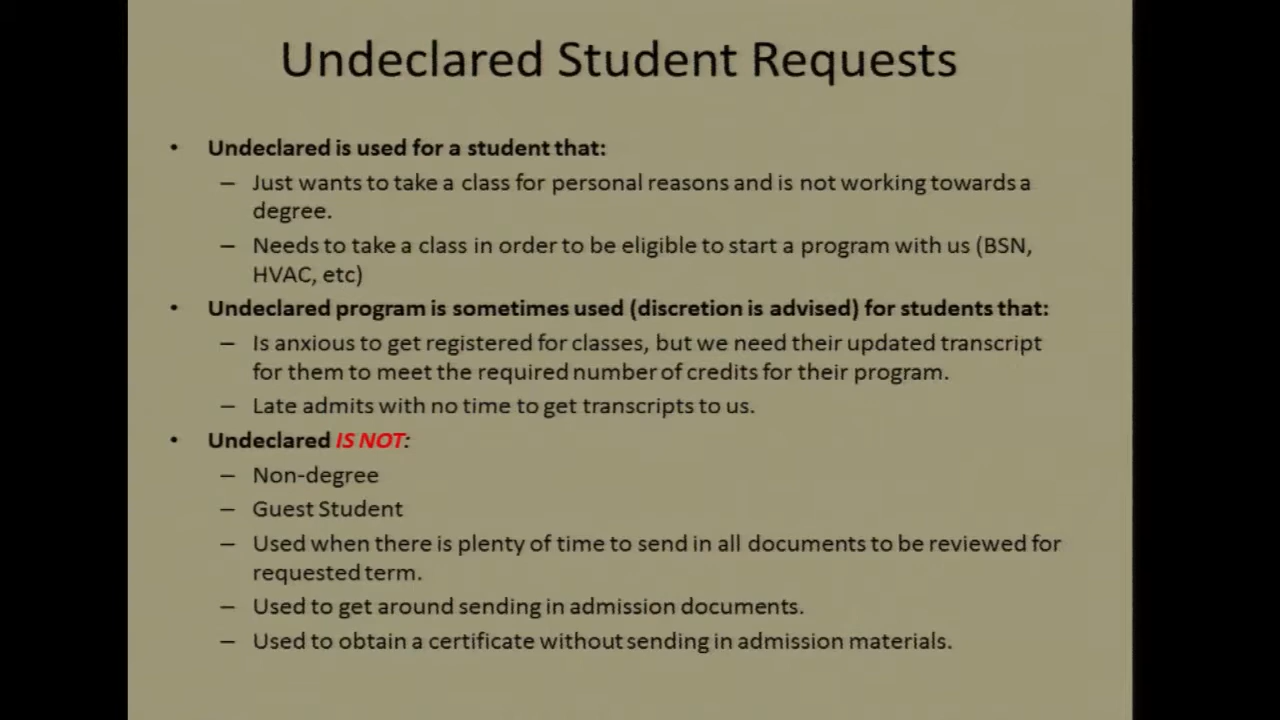 Undeclared Student Requests
• Undeclared is used for a student that:
– Just wants to take a class for personal reasons and is not working towards a
degree.
– Needs to take a class in order to be eligible to start a program with us (BSN,
HVAC, etc)
• Undeclared program is sometimes used (discretion is advised) for students that:
– Is anxious to get registered for classes, but we need their updated transcript
for them to meet the required number of credits for their program.
– Late admits with no time to get transcripts to us.
• Undeclared IS NOT:
– Non-degree
– Guest Student
– Used when there is plenty of time to send in all documents to be reviewed for
requested term.
– Used to get around sending in admission documents.
– Used to obtain a certificate without sending in admission materials.